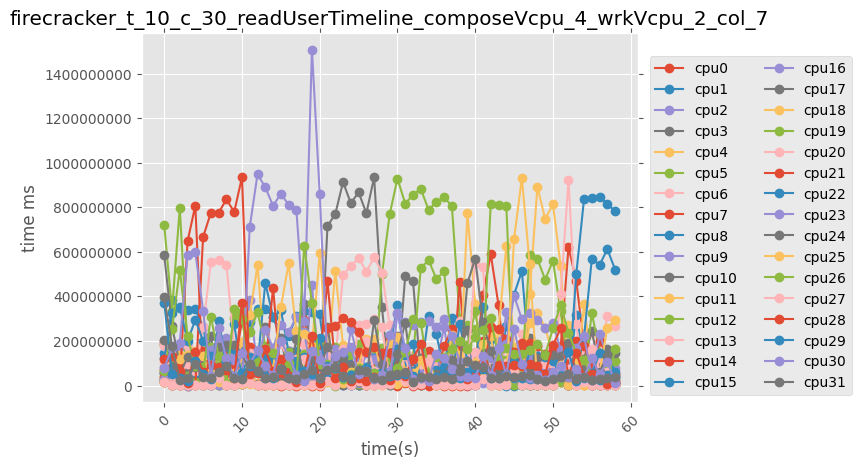 firecracker_t_10_c_30_readUserTimeline_composeVcpu_4_wrkVcpu_2_col_7
time ms
1400000000
1200000000
1000000000
800000000
600000000
400000000
200000000
0
0
10
20
30
40
50
60
time(s)
cpu0
cpu1
cpu2
cpu3
cpu4
cpu5
cpu6
cpu7
cpu8
cpu9
cpu10
cpu11
cpu12
cpu13
cpu14
cpu15
cpu16
cpu17
cpu18
cpu19
cpu20
cpu21
cpu22
cpu23
cpu24
cpu25
cpu26
cpu27
cpu28
cpu29
cpu30
cpu31